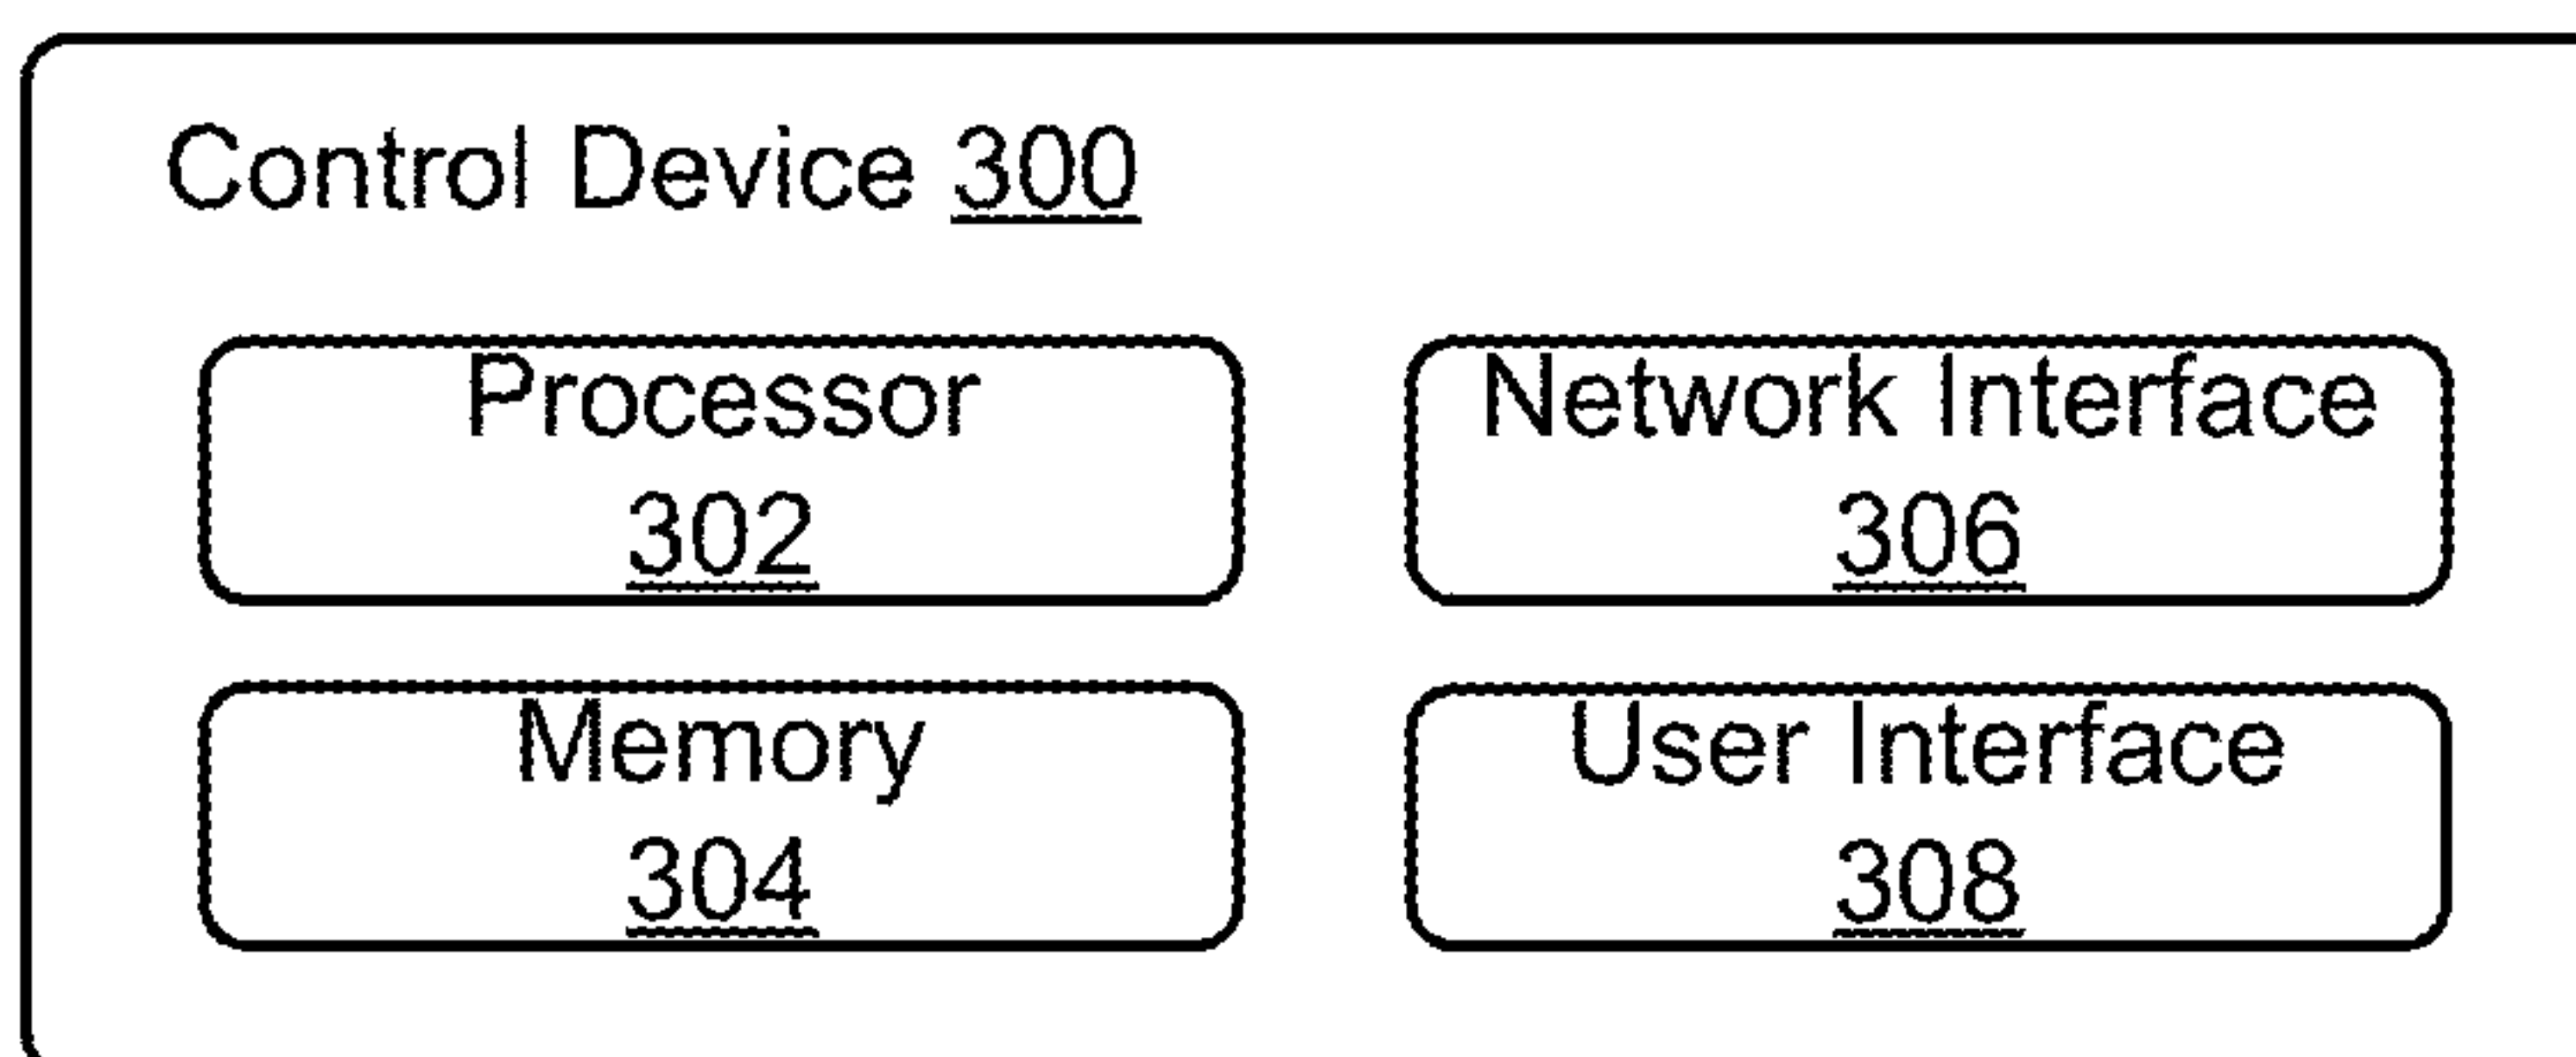 Control Device 300
Processor
302
Network Interface
306
Memory
304
User Interface
308